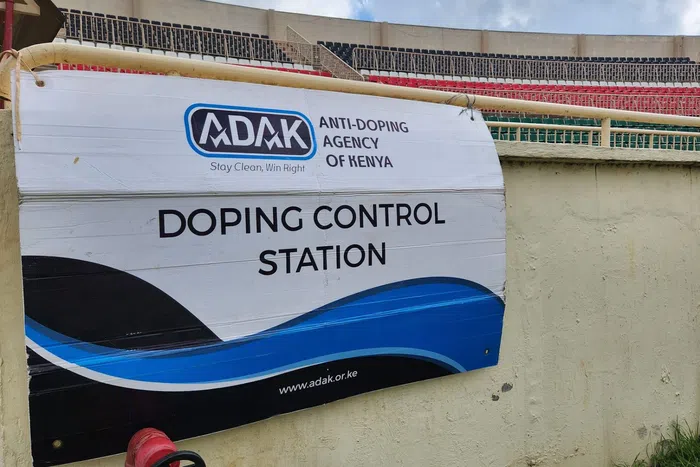 ADAK
Stay Clean, Win Right
ANTI-DOPING
AGENCY
OF KENYA
DOPING CONTROL
STATION
www.adak.or.ke